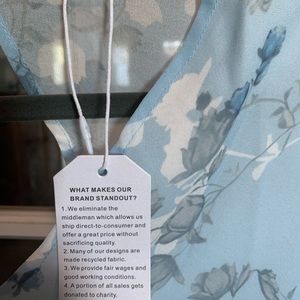 WHAT MAKES OUR
BRAND STANDOUT?
1.We eliminate the
middleman which allows us
ship direct-to-consumer and
offer a great price without
sacrificing quality.
2.Many of our designs are
made recycled fabric.
3.We provide fair wages and
good working conditions.
4.A portion of all sales gets
donated to charity.